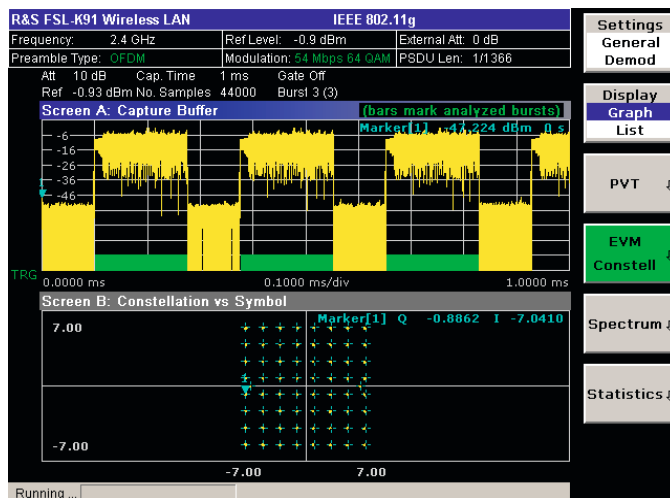 R&S FSL-K91 Wireless LAN IEEE 802.11g
Frequency: 2.4 GHz Ref Level: -0.9 dBm External Att: 0 dB
Preamble Type: OFDM Modulation: 54 Mbps 64 QAM PSDU Len: 1/1366
Att 10 dB Cap. Time 1 ms Gate Off
Ref -0.93 dBm No. Samples 44000 Burst 3 (3)
Screen A: Capture Buffer (bars mark analyzed bursts)
Marker[1] -47.224 dBm 0 s
-6
-16
-26
-36
-46
1
TRG
0.0000 ms 0.1000 ms/div 1.0000 ms
Screen B: Constellation vs Symbol
Marker[1] Q -0.8862 I -7.0410
7.00
1
-7.00
-7.00 7.00
Running ...
Settings
General
Demod
Display
Graph
List
PVT
EVM
Constell
Spectrum
Statistics